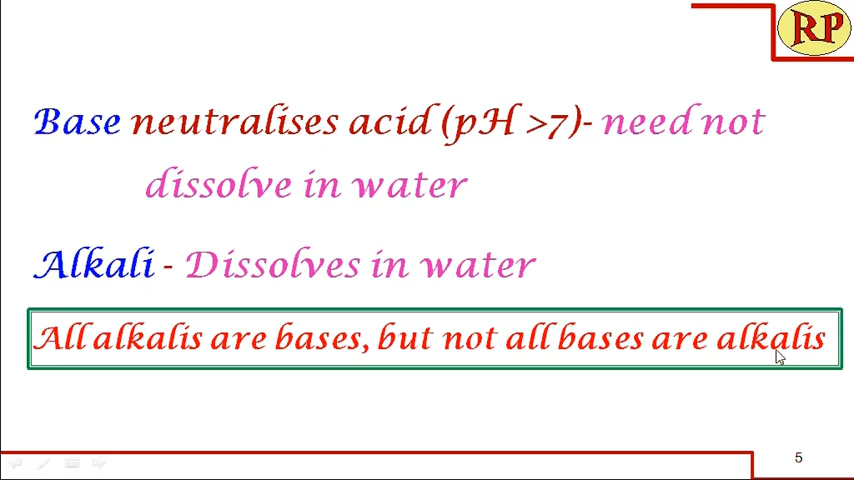 RP
Base neutralises acid (pH >7)- need not
dissolve in water
Alkali - Dissolves in water
All alkalis are bases, but not all bases are alkalis
5